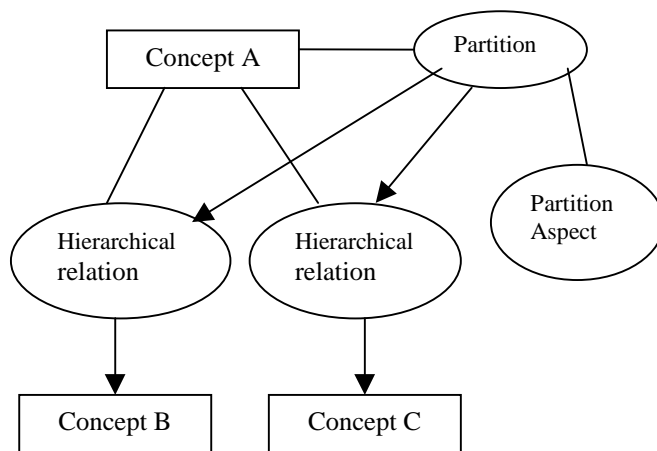 Partition
Concept A
Partition
Aspect
Hierarchical
relation
Hierarchical
relation
Concept B
Concept C